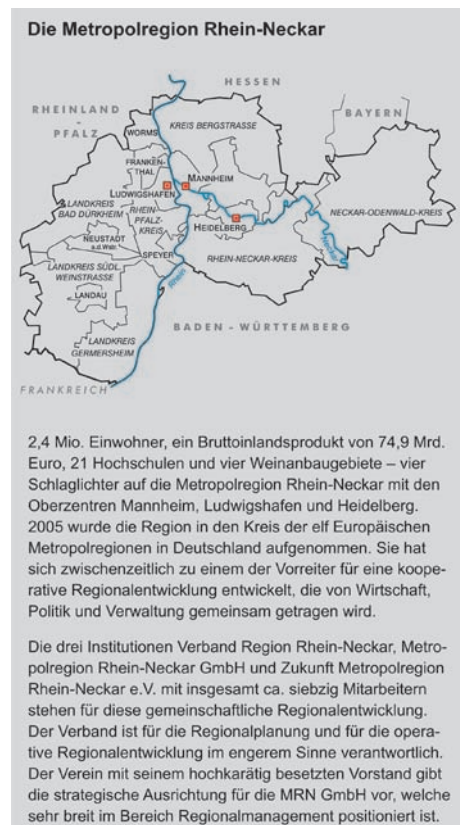 Die Metropolregion Rhein-Neckar
HESSEN
RHEINLAND
-
PFALZ
BAYERN
KREIS BERGSTRASSE
WORMS
FRANKEN-
THAL
MANNHEIM
LUDWIGSHAFEN
LANDKREIS
BAD DÜRKHEIM
RHEIN-
PFALZ-
KREIS
NECKAR-ODENWALD-KREIS
HEIDELBERG
Neckar
NEUSTADT
a.d. Wstr.
SPEYER
RHEIN-NECKAR-KREIS
LANDKREIS SÜDL.
WEINSTRASSE
Rhein
LANDAU
BADEN-WÜRTTEMBERG
LANDKREIS
GERMERSHEIM
FRANKREICH
2,4 Mio. Einwohner, ein Bruttoinlandsprodukt von 74,9 Mrd.
Euro, 21 Hochschulen und vier Weinanbaugebiete – vier
Schlaglichter auf die Metropolregion Rhein-Neckar mit den
Oberzentren Mannheim, Ludwigshafen und Heidelberg.
2005 wurde die Region in den Kreis der elf Europäischen
Metropolregionen in Deutschland aufgenommen. Sie hat
sich zwischenzeitlich zu einem der Vorreiter für eine koope-
rative Regionalentwicklung entwickelt, die von Wirtschaft,
Politik und Verwaltung gemeinsam getragen wird.
Die drei Institutionen Verband Region Rhein-Neckar, Metro-
polregion Rhein-Neckar GmbH und Zukunft Metropolregion
Rhein-Neckar e.V. mit insgesamt ca. siebzig Mitarbeitern
stehen für diese gemeinschaftliche Regionalentwicklung.
Der Verband ist für die Regionalplanung und für die opera-
tive Regionalentwicklung im engerem Sinne verantwortlich.
Der Verein mit seinem hochkarätig besetzten Vorstand gibt
die strategische Ausrichtung für die MRN GmbH vor, welche
sehr breit im Bereich Regionalmanagement positioniert ist.